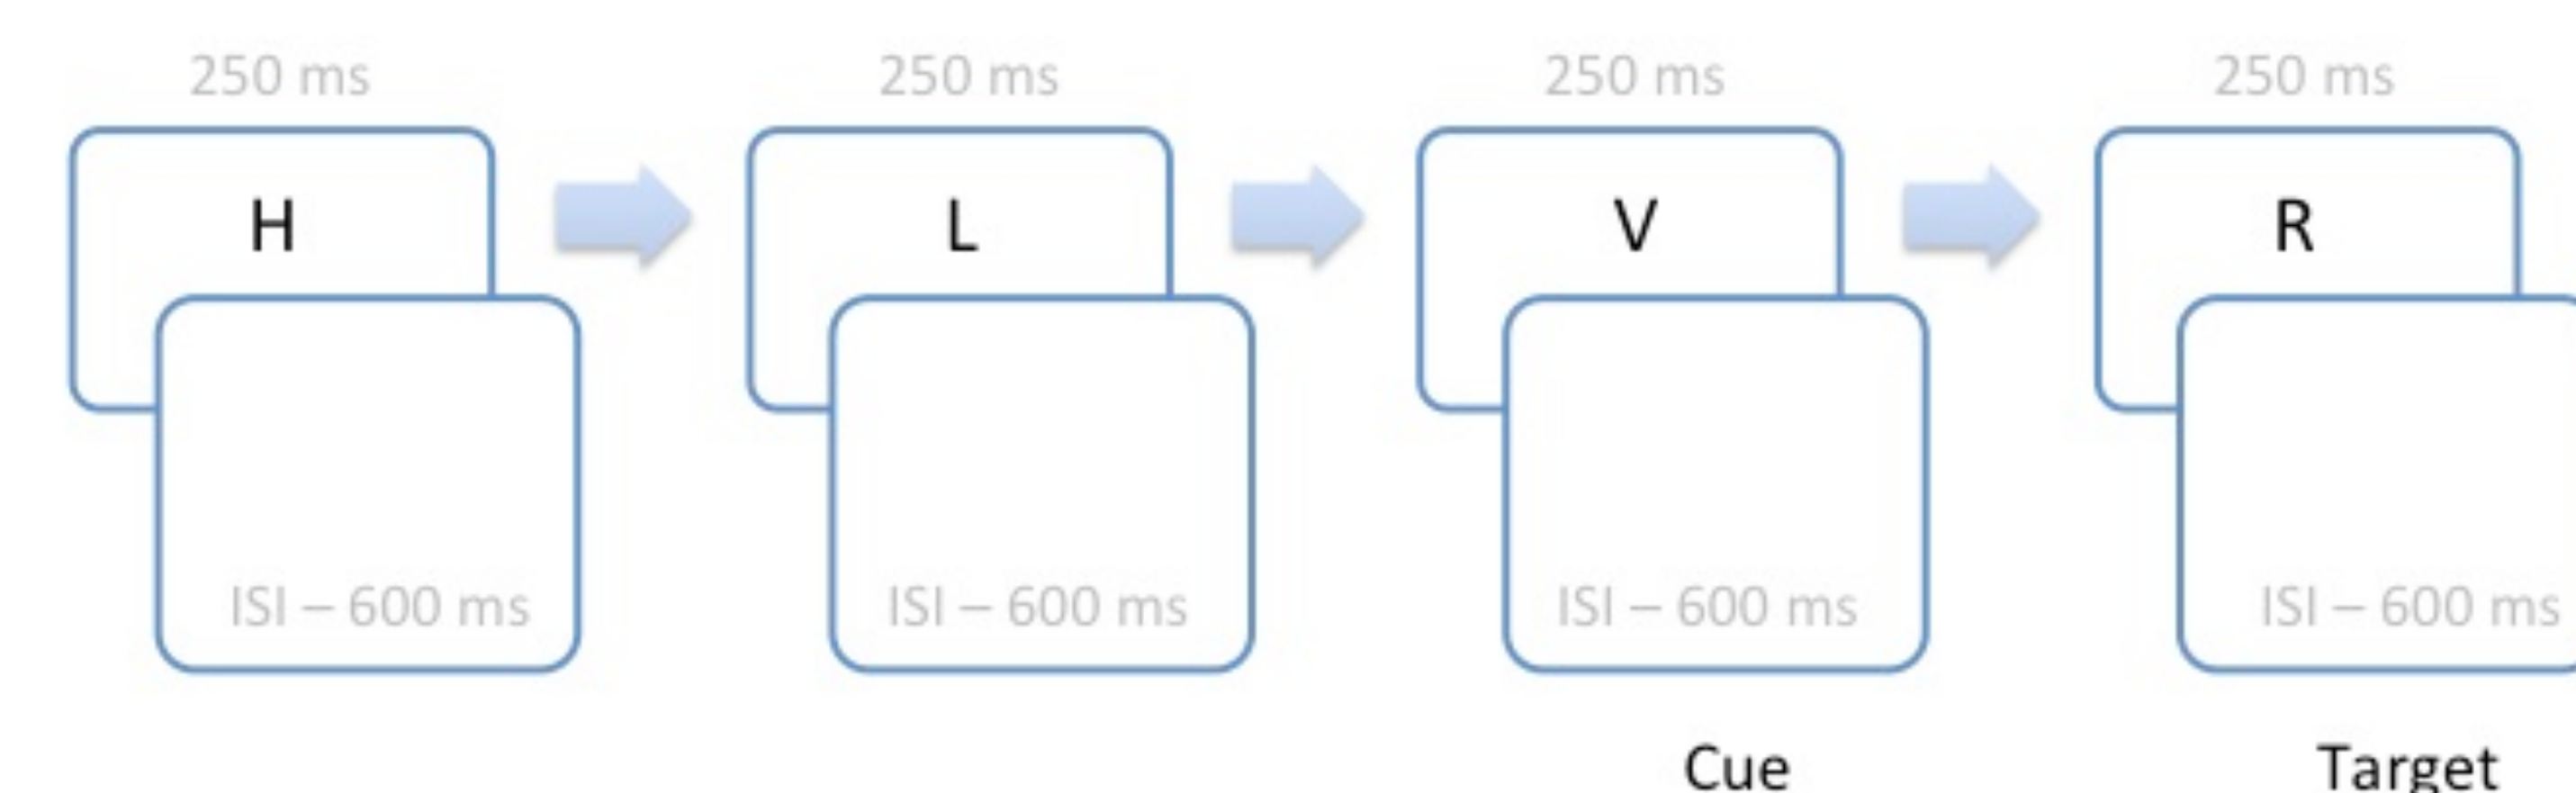 250 ms
250 ms
250 ms
250 ms
H
L
V
R
ISI – 600 ms
ISI – 600 ms
ISI – 600 ms
ISI – 600 ms
Cue
Target